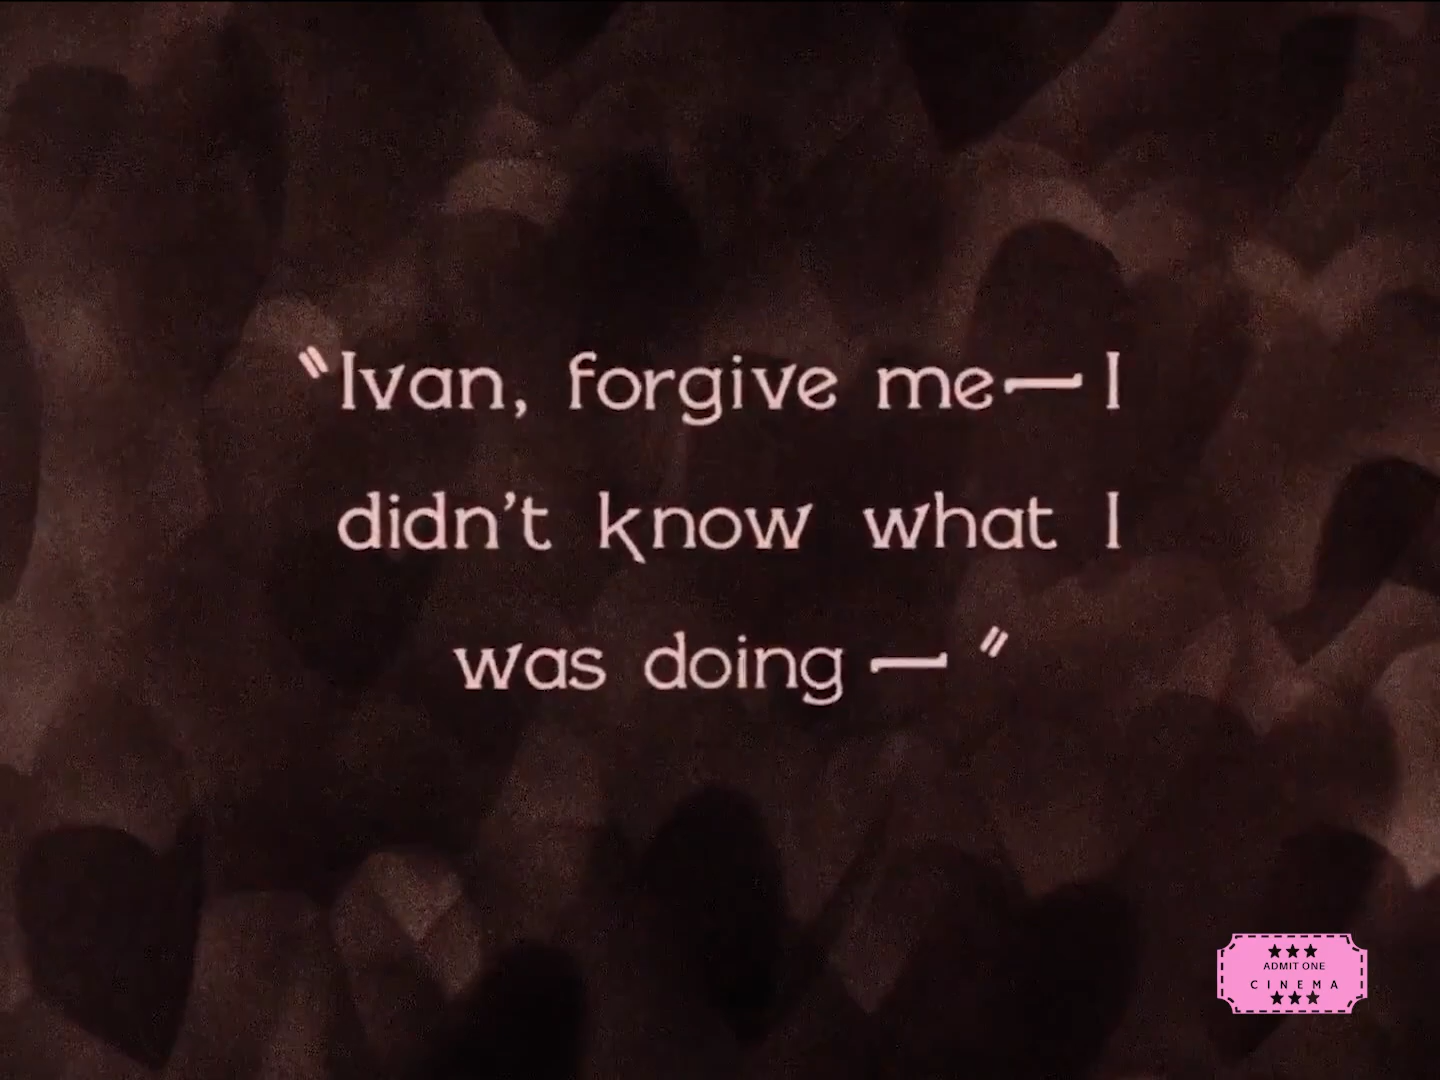 "Ivan, forgive me — I
didn't know what I
was doing — "
ADMIT ONE
CINEMA